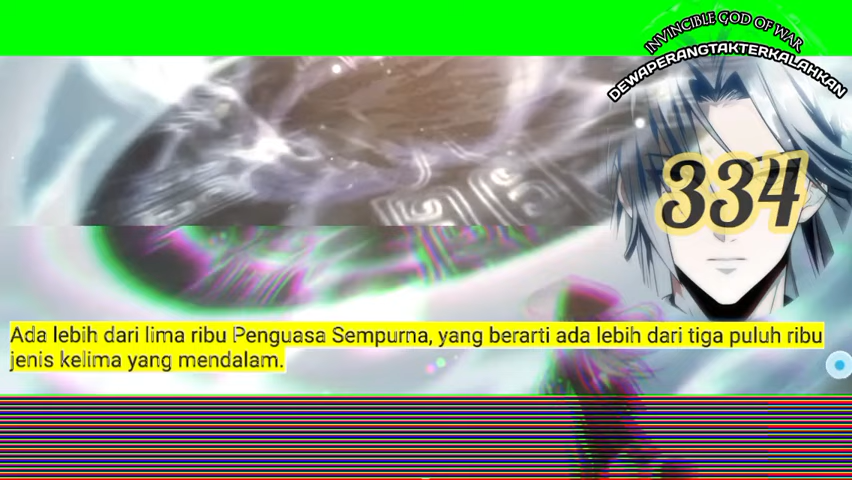 INVINCIBLE GOD OF WAR
DEWAPERANGTAKTERKALAHKAN
334
Ada lebih dari lima ribu Penguasa Sempurna, yang berarti ada lebih dari tiga puluh ribu
jenis kelima yang mendalam.